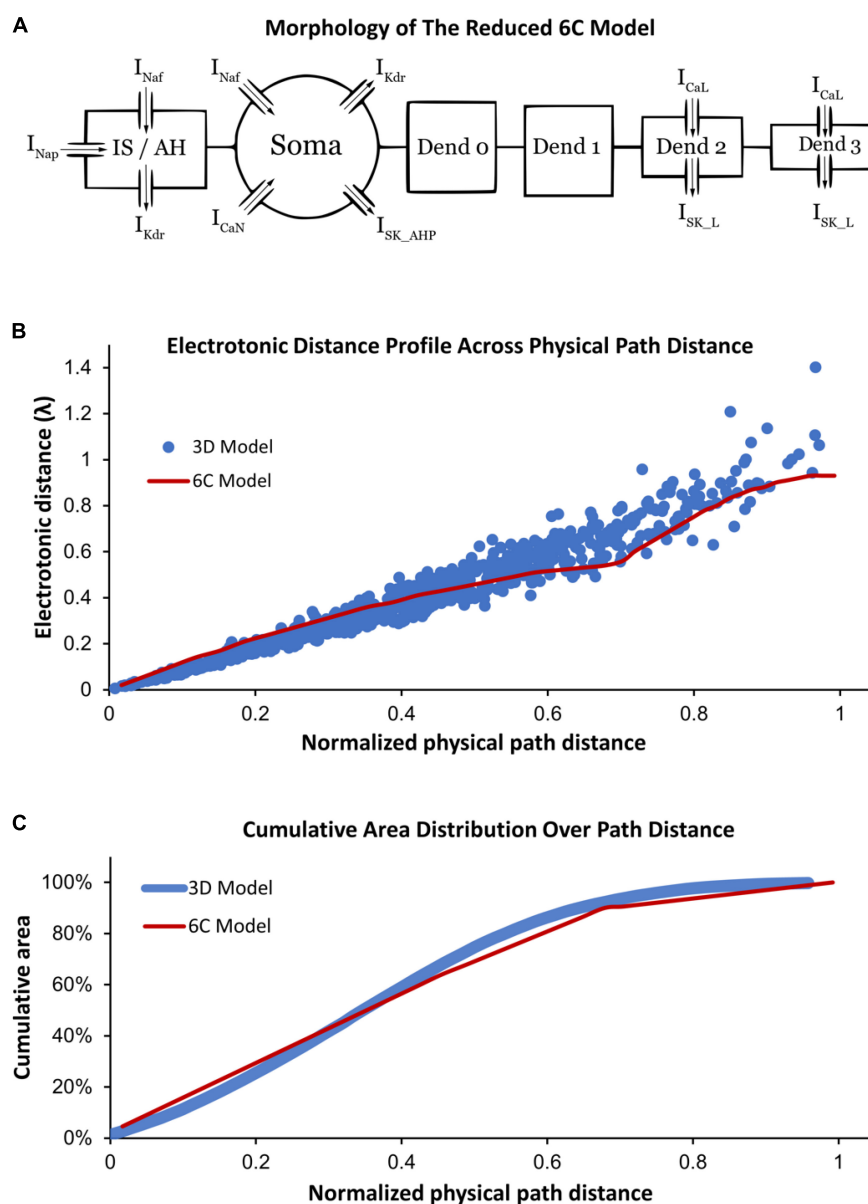 A
Morphology of The Reduced 6C Model
I_Naf I_Naf I_Kdr I_CaL I_CaL
I_Nap IS / AH Soma Dend 0 Dend 1 Dend 2 Dend 3
I_Kdr I_CaN I_SK_AHP I_SK_L I_SK_L
B
Electrotonic Distance Profile Across Physical Path Distance
Electrotonic distance (λ)
1.4
1.2
1
0.8
0.6
0.4
0.2
0
3D Model
6C Model
0 0.2 0.4 0.6 0.8 1
Normalized physical path distance
C
Cumulative Area Distribution Over Path Distance
Cumulative area
100%
80%
60%
40%
20%
0%
3D Model
6C Model
0 0.2 0.4 0.6 0.8 1
Normalized physical path distance